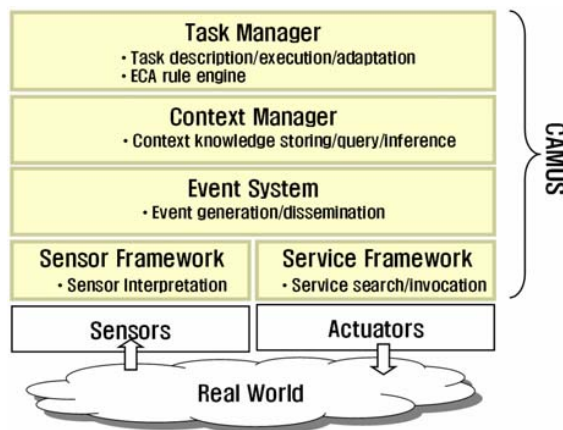 Task Manager
• Task description/execution/adaptation
• ECA rule engine
Context Manager
• Context knowledge storing/query/inference
Event System
• Event generation/dissemination
Sensor Framework
• Sensor Interpretation
Service Framework
• Service search/invocation
CAMUS
Sensors
Actuators
Real World